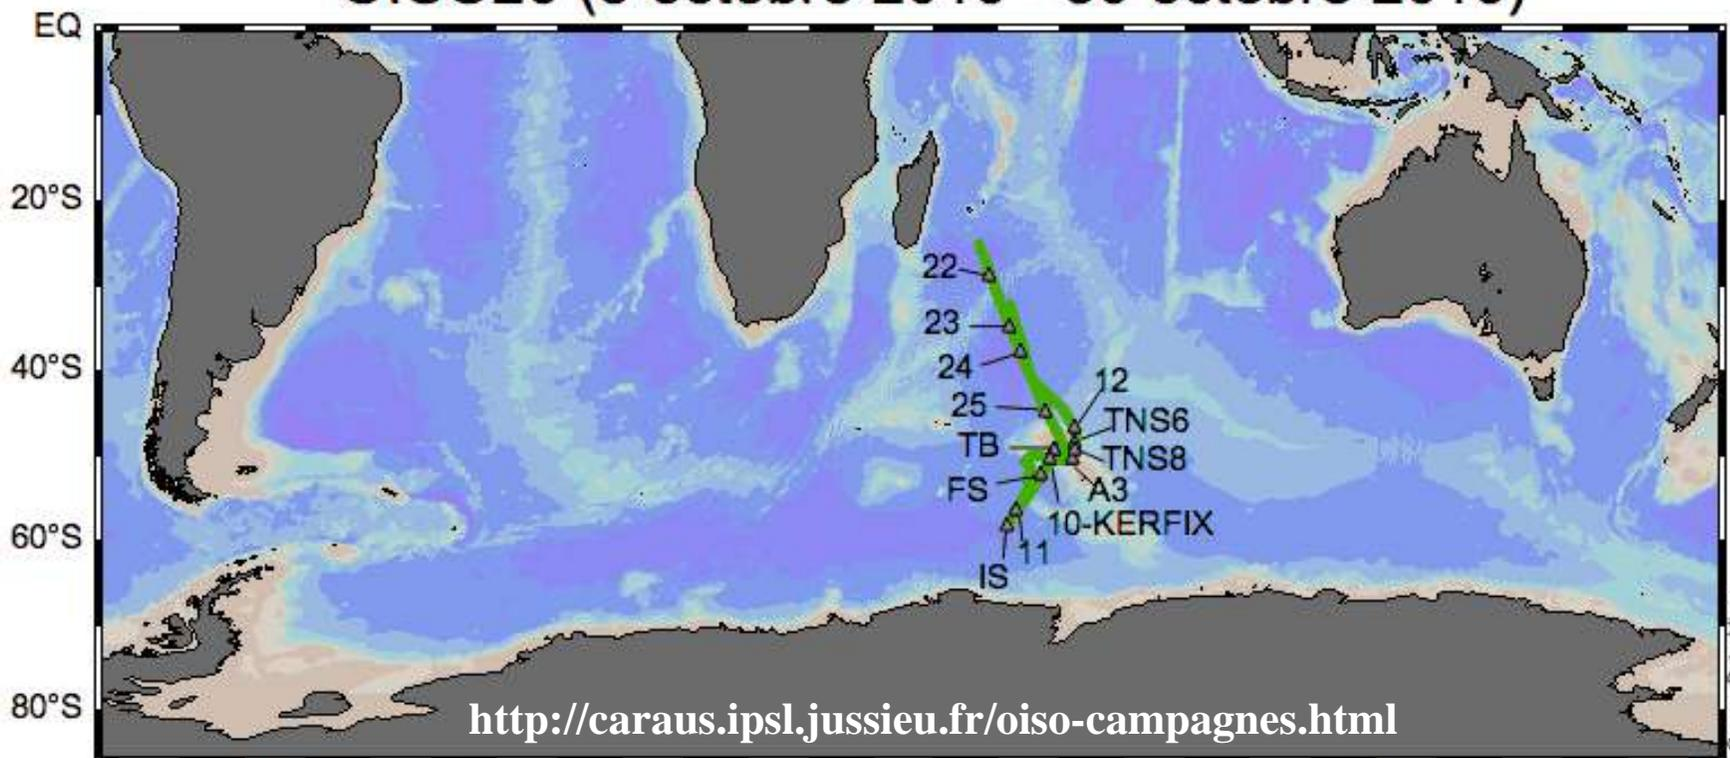 EQ
20°S
40°S
60°S
80°S
22
23
24
25
TB
FS
IS
11
10-KERFIX
A3
TNS8
TNS6
12
http://caraus.ipsl.jussieu.fr/oiso-campagnes.html